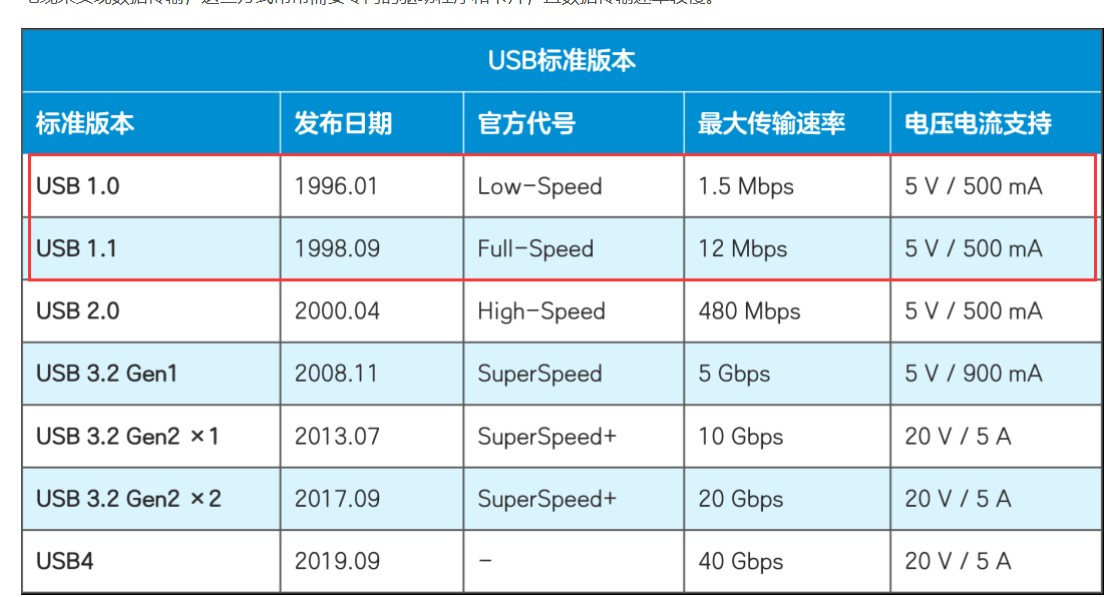 USB标准版本
标准版本 发布日期 官方代号 最大传输速率 电压电流支持
USB 1.0 1996.01 Low-Speed 1.5 Mbps 5 V / 500 mA
USB 1.1 1998.09 Full-Speed 12 Mbps 5 V / 500 mA
USB 2.0 2000.04 High-Speed 480 Mbps 5 V / 500 mA
USB 3.2 Gen1 2008.11 SuperSpeed 5 Gbps 5 V / 900 mA
USB 3.2 Gen2 ×1 2013.07 SuperSpeed+ 10 Gbps 20 V / 5 A
USB 3.2 Gen2 ×2 2017.09 SuperSpeed+ 20 Gbps 20 V / 5 A
USB4 2019.09 - 40 Gbps 20 V / 5 A